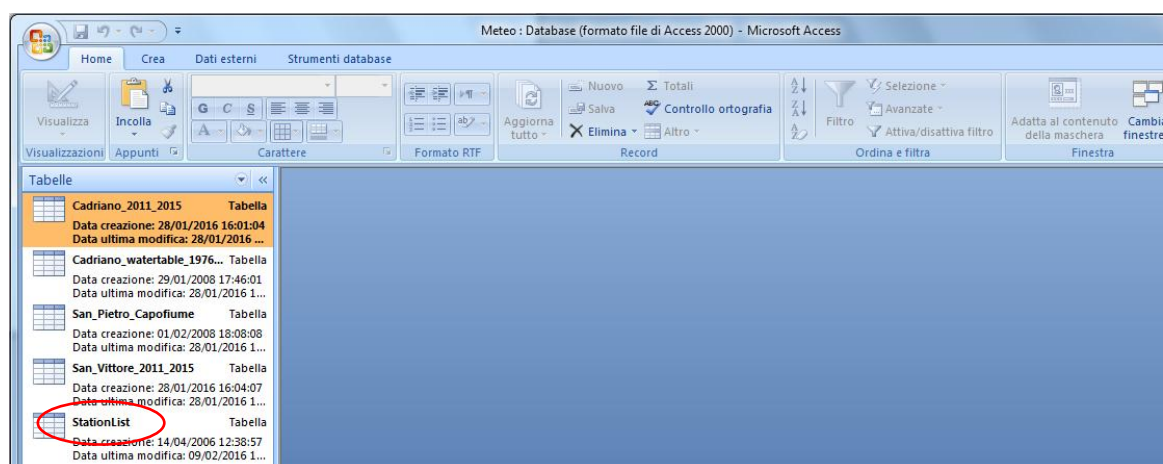 Meteo : Database (formato file di Access 2000) - Microsoft Access
Home Crea Dati esterni Strumenti database
Visualizza
Incolla
G C S
A
ab
Aggiorna tutto
Nuovo
Salva
Elimina
Σ Totali
Controllo ortografia
Altro
Filtro
Selezione
Avanzate
Attiva/disattiva filtro
Adatta al contenuto della maschera
Cambia finestre
Visualizzazioni Appunti Carattere Formato RTF Record Ordina e filtra Finestra
Tabelle
Cadriano_2011_2015 Tabella
Data creazione: 28/01/2016 16:01:04
Data ultima modifica: 28/01/2016 ...
Cadriano_watertable_1976... Tabella
Data creazione: 29/01/2008 17:46:01
Data ultima modifica: 28/01/2016 1...
San_Pietro_Capofiume Tabella
Data creazione: 01/02/2008 18:08:08
Data ultima modifica: 28/01/2016 1...
San_Vittore_2011_2015 Tabella
Data creazione: 28/01/2016 16:04:07
Data ultima modifica: 28/01/2016 1...
StationList Tabella
Data creazione: 14/04/2006 12:38:57
Data ultima modifica: 09/02/2016 1...